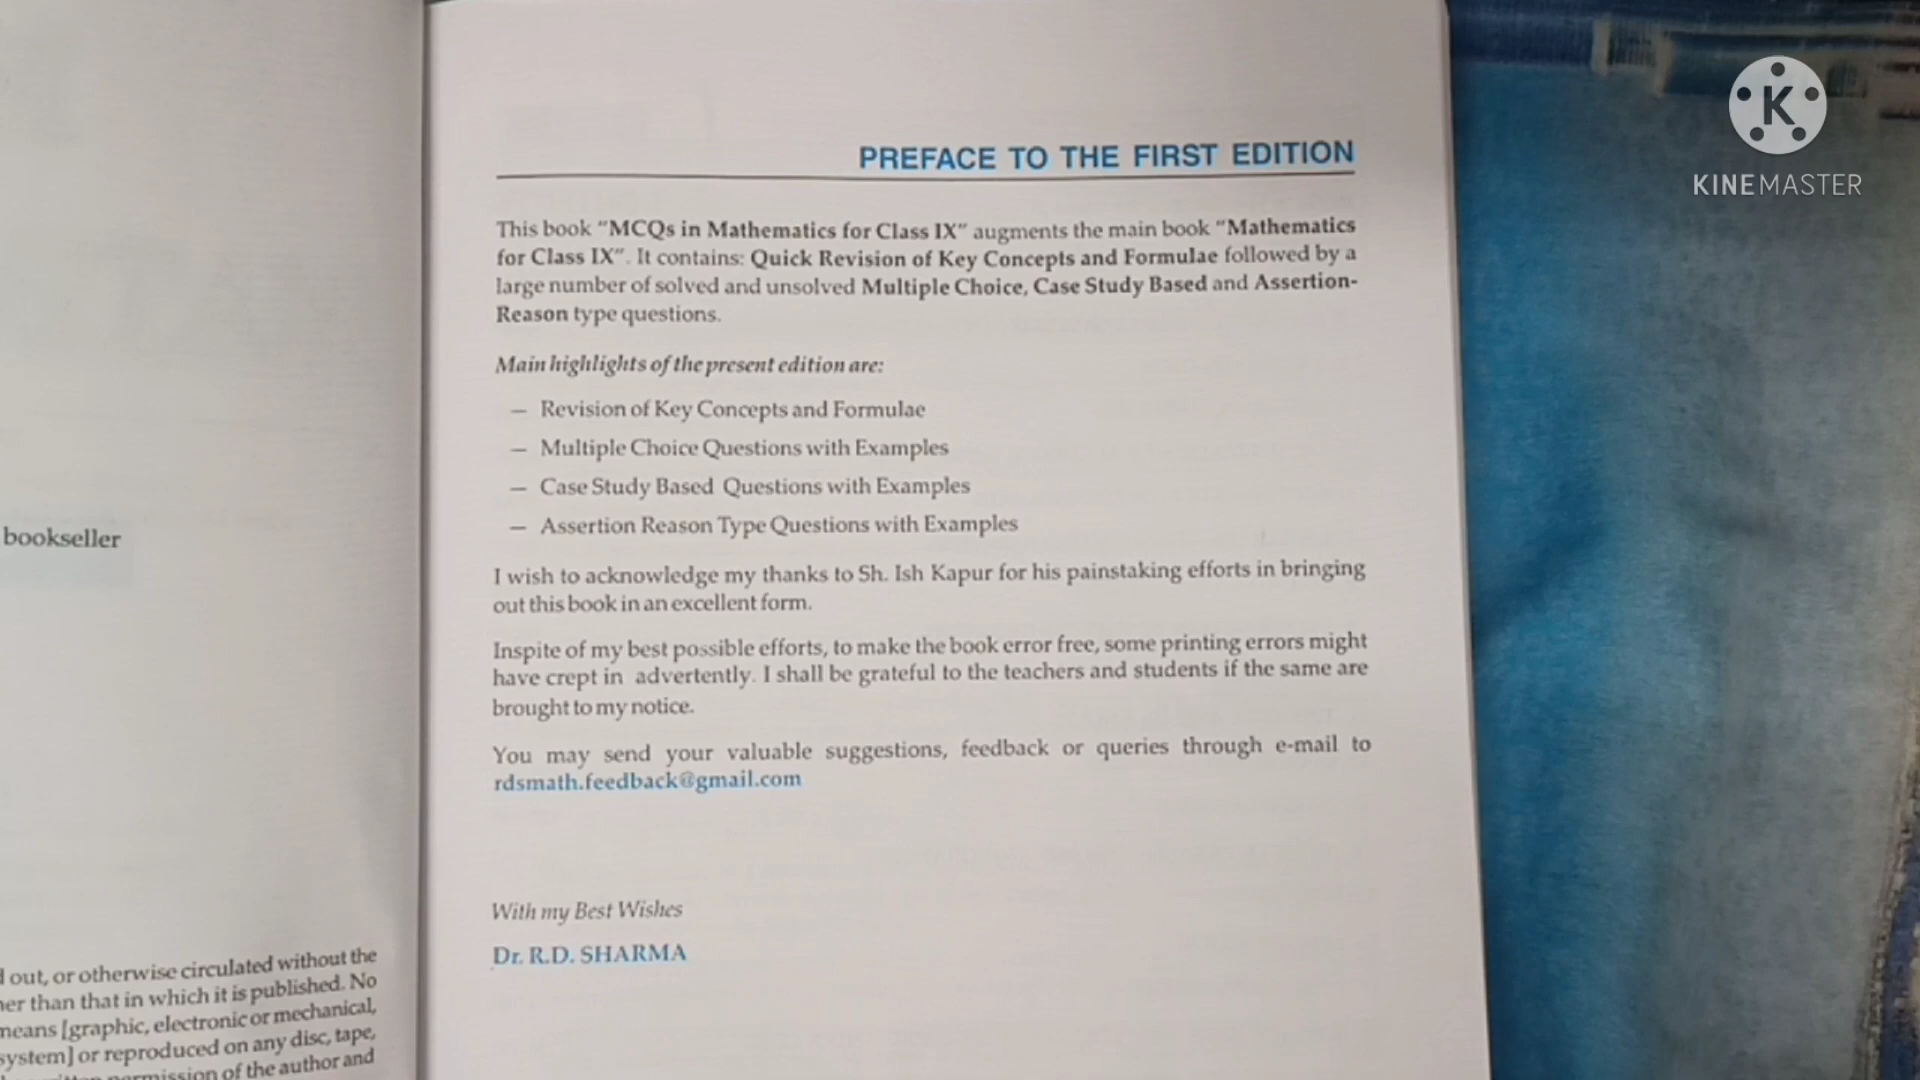 bookseller
out, or otherwise circulated without the
than that in which it is published. No
means [graphic, electronic or mechanical,
system] or reproduced on any disc, tape,
permission of the author and
PREFACE TO THE FIRST EDITION
This book "MCQs in Mathematics for Class IX" augments the main book "Mathematics
for Class IX". It contains: Quick Revision of Key Concepts and Formulae followed by a
large number of solved and unsolved Multiple Choice, Case Study Based and Assertion-
Reason type questions.
Main highlights of the present edition are:
— Revision of Key Concepts and Formulae
— Multiple Choice Questions with Examples
— Case Study Based Questions with Examples
— Assertion Reason Type Questions with Examples
I wish to acknowledge my thanks to Sh. Ish Kapur for his painstaking efforts in bringing
out this book in an excellent form.
Inspite of my best possible efforts, to make the book error free, some printing errors might
have crept in advertently. I shall be grateful to the teachers and students if the same are
brought to my notice.
You may send your valuable suggestions, feedback or queries through e-mail to
rdsmath.feedback@gmail.com
With my Best Wishes
Dr. R.D. SHARMA
K
KINEMASTER